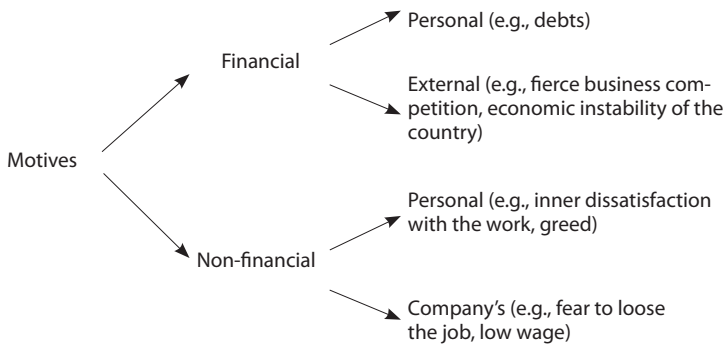 Personal (e.g., debts)
Financial
External (e.g., fierce business com-
petition, economic instability of the
country)
Motives
Personal (e.g., inner dissatisfaction
with the work, greed)
Non-financial
Company's (e.g., fear to loose
the job, low wage)